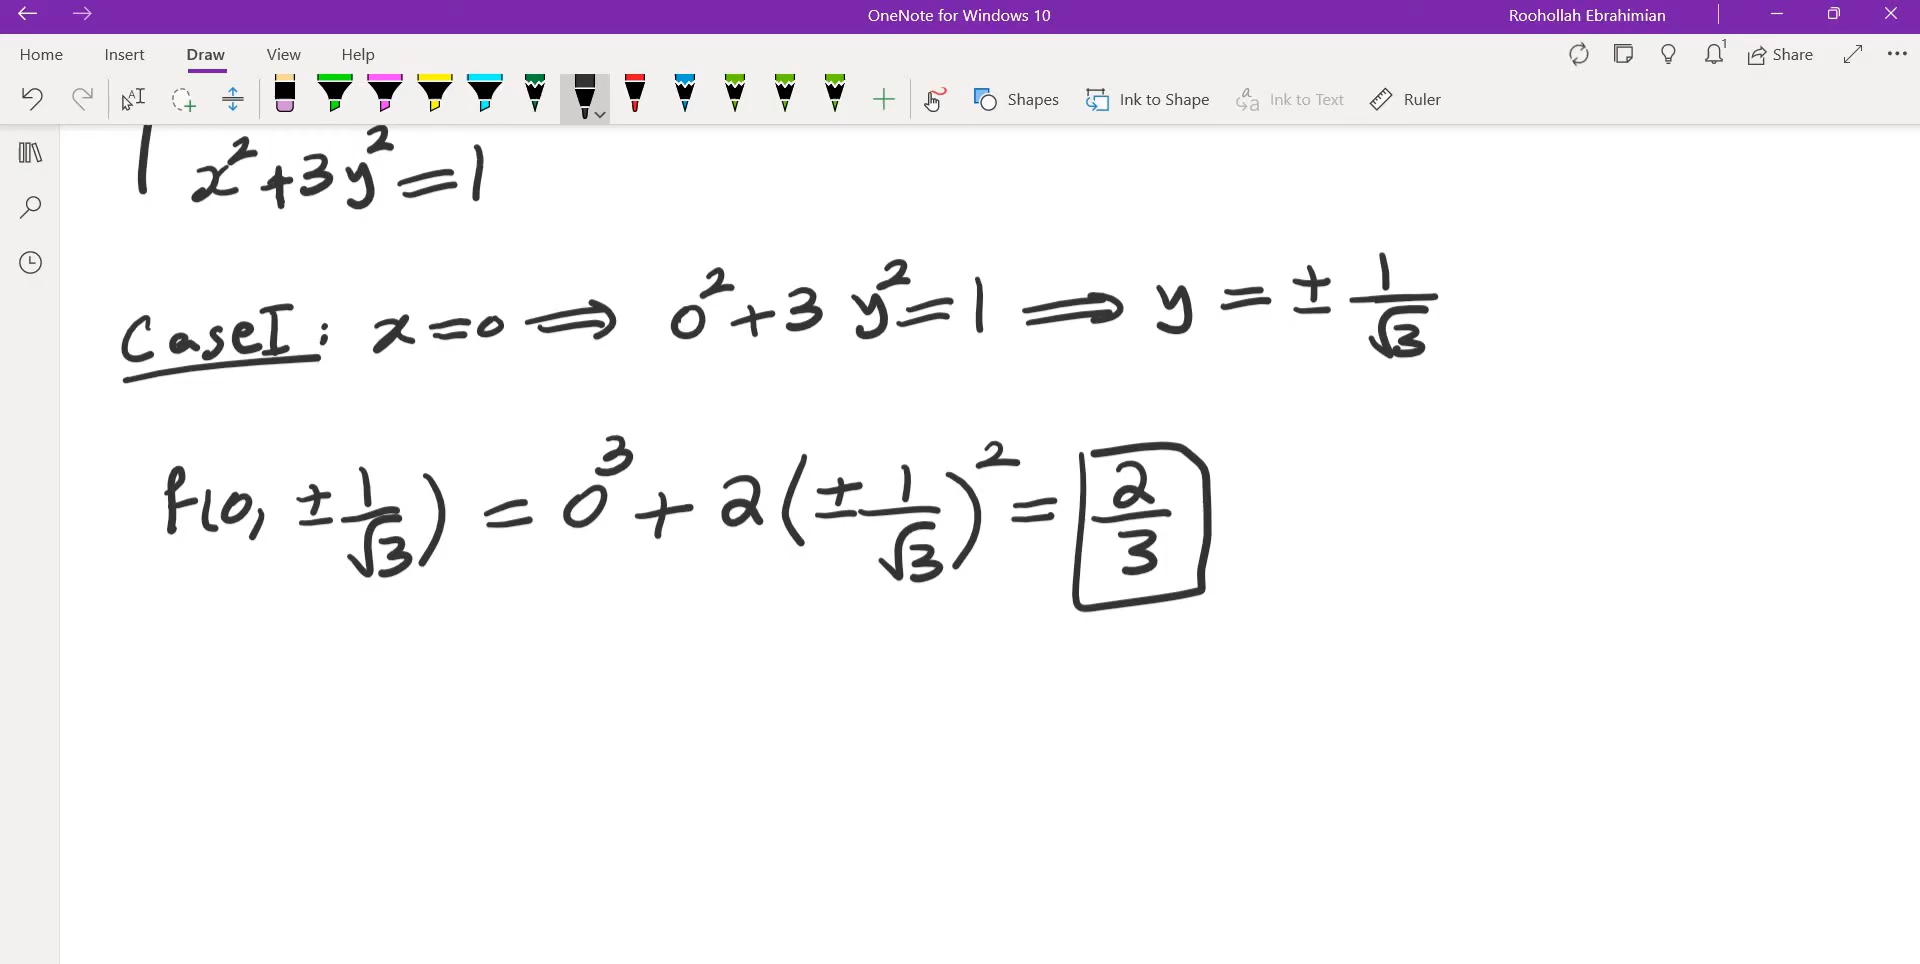 OneNote for Windows 10
Roohollah Ebrahimian
Home Insert Draw View Help
1
Share
Shapes Ink to Shape Ink to Text Ruler
x² + 3y² = 1
Case I: x = 0 ⟹ 0² + 3y² = 1 ⟹ y = ± 1/√3
f(0, ± 1/√3) = 0³ + 2(± 1/√3)² = 2/3